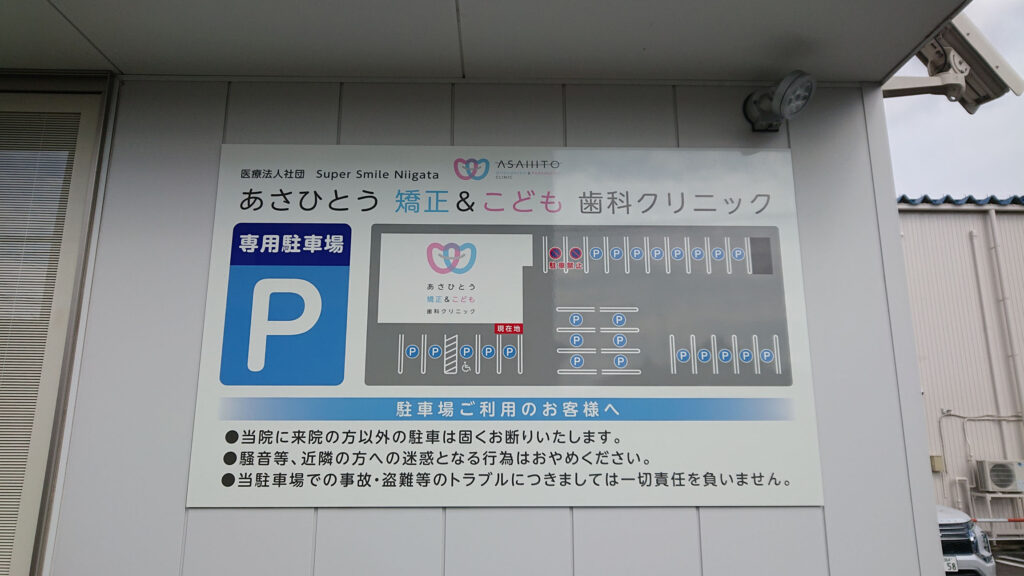 医療法人社団 Super Smile Niigata
ASAHITO
CLINIC
あさひとう 矯正&こども 歯科クリニック
専用駐車場
P
あさひとう
矯正&こども
歯科クリニック
現在地
駐車禁止
P P P P P P P P
P P P P P
P P
P P
P P
P P P P P
駐車場ご利用のお客様へ
●当院に来院の方以外の駐車は固くお断りいたします。
●騒音等、近隣の方への迷惑となる行為はおやめください。
●当駐車場での事故・盗難等のトラブルにつきましては一切責任を負いません。
58